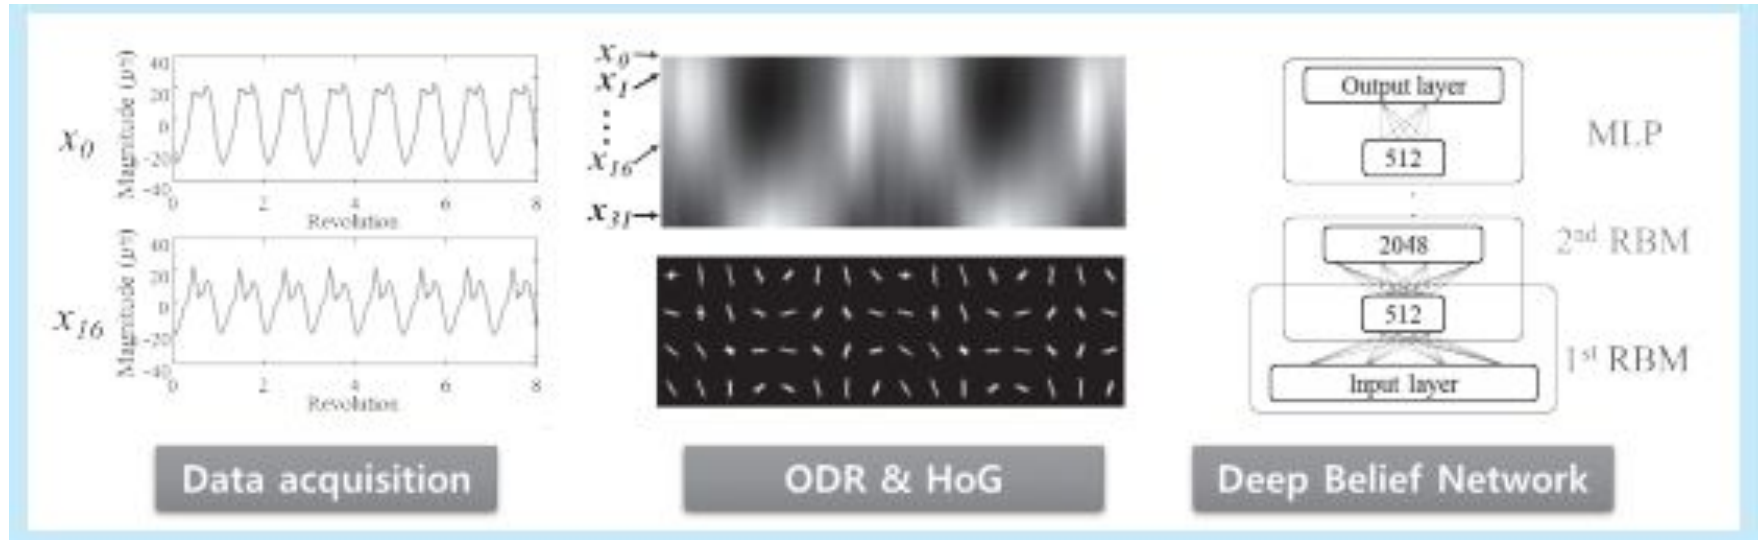 x0
Magnitude (μm)
40
20
0
-20
-40
0
2
4
6
8
Revolution
x16
Magnitude (μm)
40
20
0
-20
-40
0
2
4
6
8
Revolution
Data acquisition
x0
x1
x16
x31
ODR & HoG
Output layer
512
MLP
2048
2nd RBM
512
1st RBM
Input layer
Deep Belief Network